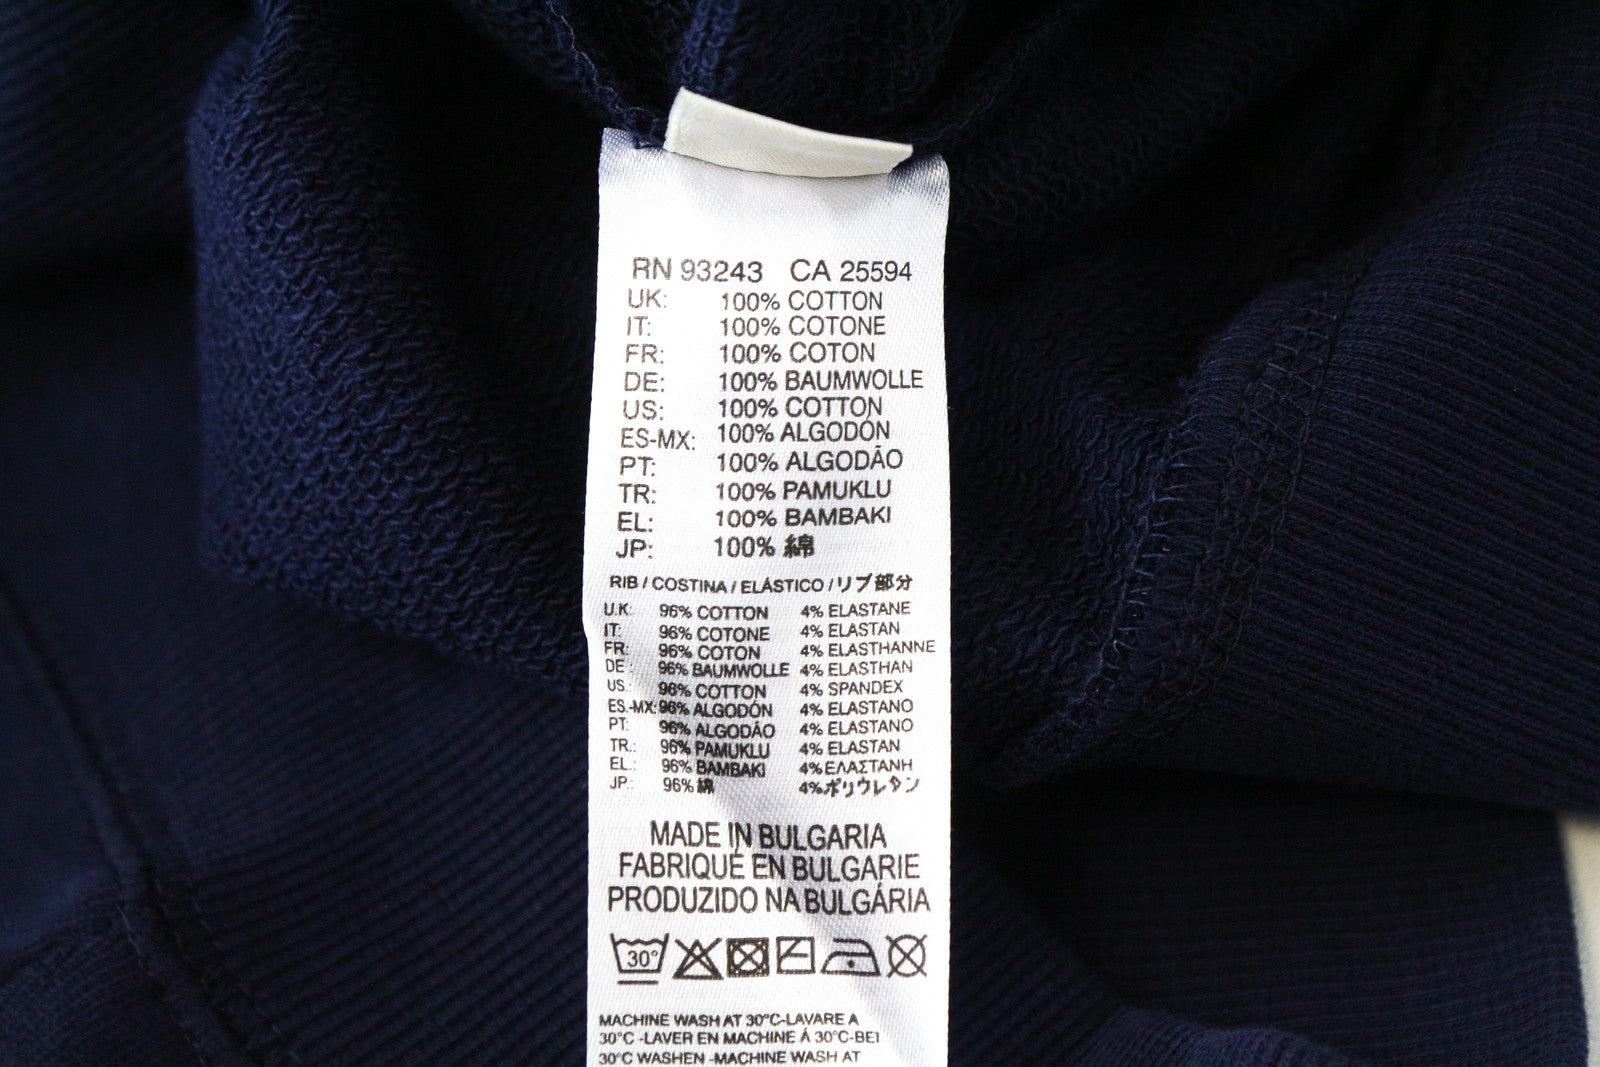 RN 93243 CA 25594
UK: 100% COTTON
IT: 100% COTONE
FR: 100% COTON
DE: 100% BAUMWOLLE
US: 100% COTTON
ES-MX: 100% ALGODÓN
PT: 100% ALGODÃO
TR: 100% PAMUKLU
EL: 100% BAMBAKI
JP: 100% 綿
RIB / COSTINA / ELÁSTICO / リブ部分
U.K: 96% COTTON 4% ELASTANE
IT: 96% COTONE 4% ELASTAN
FR: 96% COTON 4% ELASTHANNE
DE : 96% BAUMWOLLE 4% ELASTHAN
US.: 96% COTTON 4% SPANDEX
ES.-MX: 96% ALGODÓN 4% ELASTANO
PT: 96% ALGODÃO 4% ELASTANO
TR.: 96% PAMUKLU 4% ELASTAN
EL.: 96% BAMBAKI 4% ΕΛΑΣΤΑΝΗ
JP.: 96% 綿 4% ポリウレタン
MADE IN BULGARIA
FABRIQUÉ EN BULGARIE
PRODUZIDO NA BULGÁRIA
30°
MACHINE WASH AT 30°C-LAVARE A
30°C -LAVER EN MACHINE Á 30°C-BEI
30°C WASHEN -MACHINE WASH AT